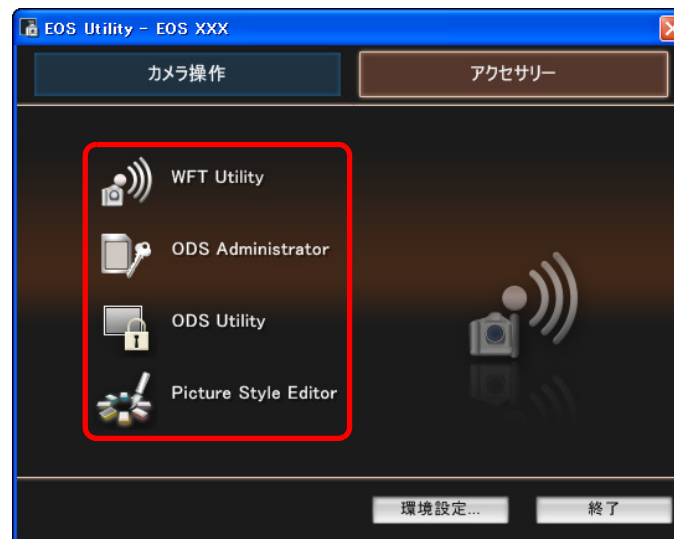 EOS Utility - EOS XXX
カメラ操作
アクセサリー
WFT Utility
ODS Administrator
ODS Utility
Picture Style Editor
環境設定...
終了